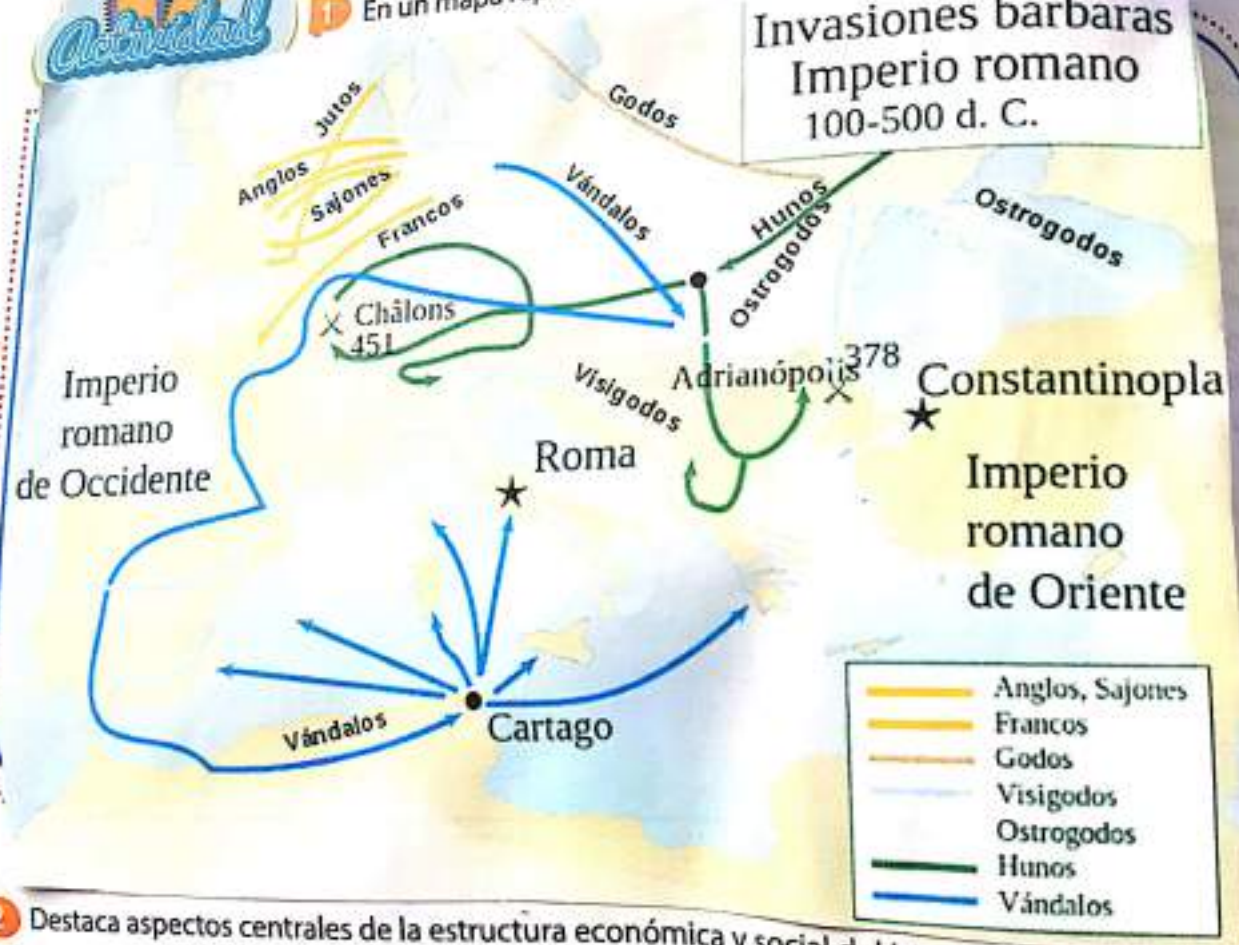 Actividad
1 En un mapa
Invasiones bárbaras
Imperio romano
100-500 d. C.
Jutos
Godos
Anglos
Sajones
Vándalos
Francos
Hunos
Ostrogodos
Ostrogodos
Châlons
451
Visigodos
Adrianópolis
378
Constantinopla
Imperio
romano
de Occidente
Roma
Imperio
romano
de Oriente
Vándalos
Cartago
Anglos, Sajones
Francos
Godos
Visigodos
Ostrogodos
Hunos
Vándalos
2 Destaca aspectos centrales de la estructura económica y social